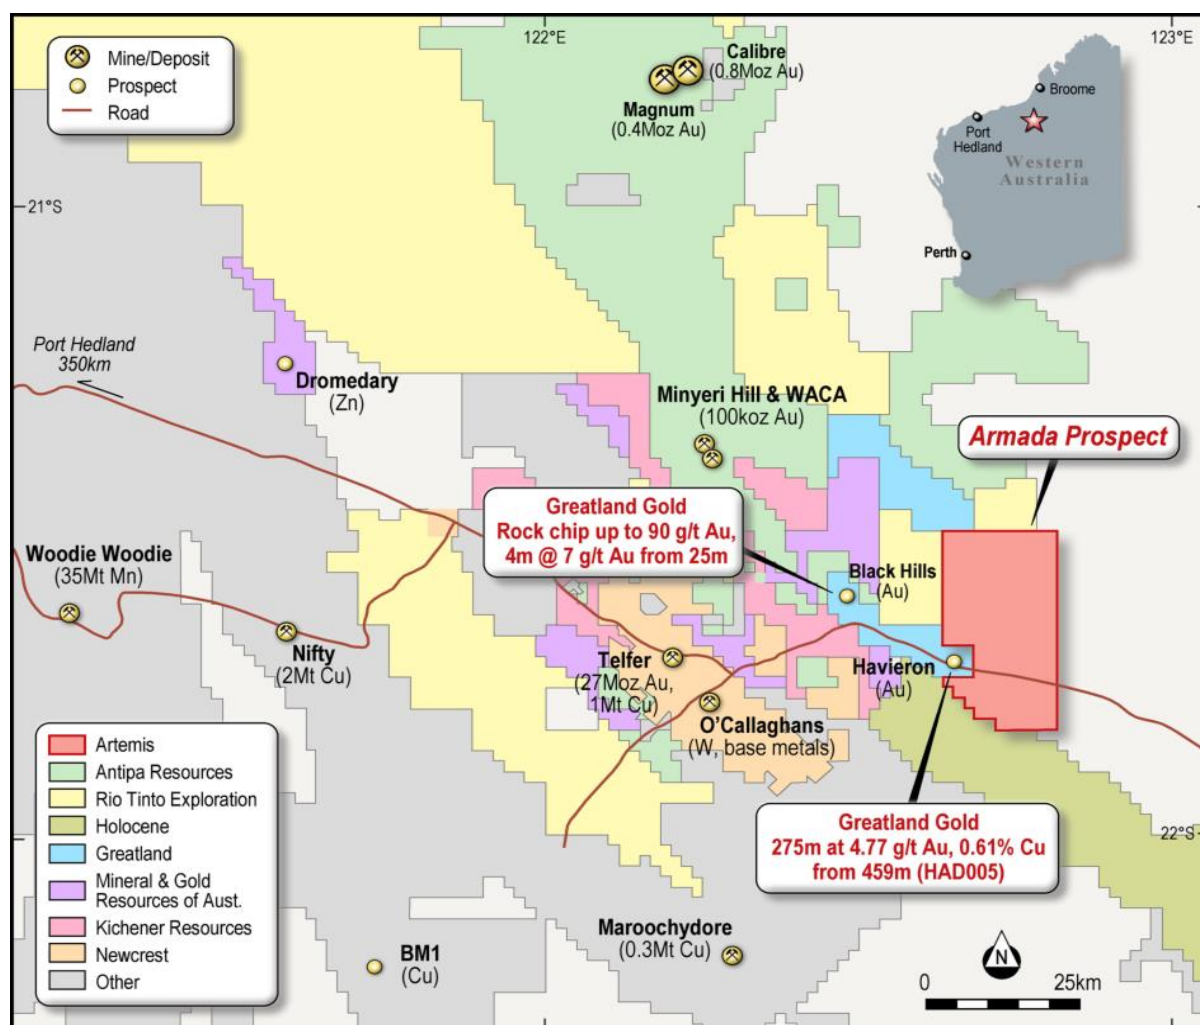 Mine/Deposit
Prospect
Road
122°E
123°E
Calibre
(0.8Moz Au)
Magnum
(0.4Moz Au)
Broome
Port
Hedland
Western
Australia
Perth
21°S
Port Hedland
350km
Dromedary
(Zn)
Minyeri Hill & WACA
(100koz Au)
Armada Prospect
Greatland Gold
Rock chip up to 90 g/t Au,
4m @ 7 g/t Au from 25m
Woodie Woodie
(35Mt Mn)
Black Hills
(Au)
Nifty
(2Mt Cu)
Telfer
(27Moz Au,
1Mt Cu)
Havieron
(Au)
O'Callaghans
(W, base metals)
Artemis
Antipa Resources
Rio Tinto Exploration
Holocene
Greatland
Mineral & Gold
Resources of Aust.
Kichener Resources
Newcrest
Other
Greatland Gold
275m at 4.77 g/t Au, 0.61% Cu
from 459m (HAD005)
22°S
Maroochydore
(0.3Mt Cu)
BM1
(Cu)
N
0
25km